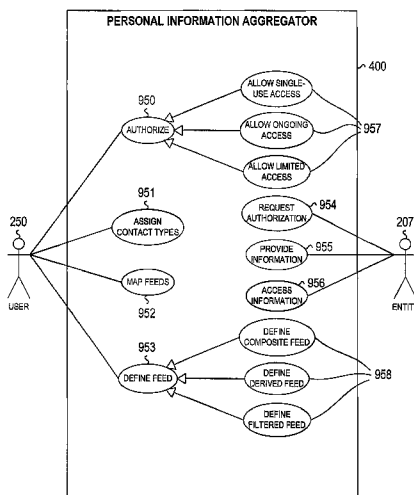 PERSONAL INFORMATION AGGREGATOR
400
950
ALLOW SINGLE-
USE ACCESS
AUTHORIZE
ALLOW ONGOING
ACCESS
957
ALLOW LIMITED
ACCESS
951
REQUEST
AUTHORIZATION
954
250
ASSIGN
CONTACT TYPES
207
PROVIDE
INFORMATION
955
956
MAP FEEDS
ACCESS
INFORMATION
USER
952
ENTIT
953
DEFINE
COMPOSITE FEED
DEFINE FEED
DEFINE
DERIVED FEED
958
DEFINE
FILTERED FEED